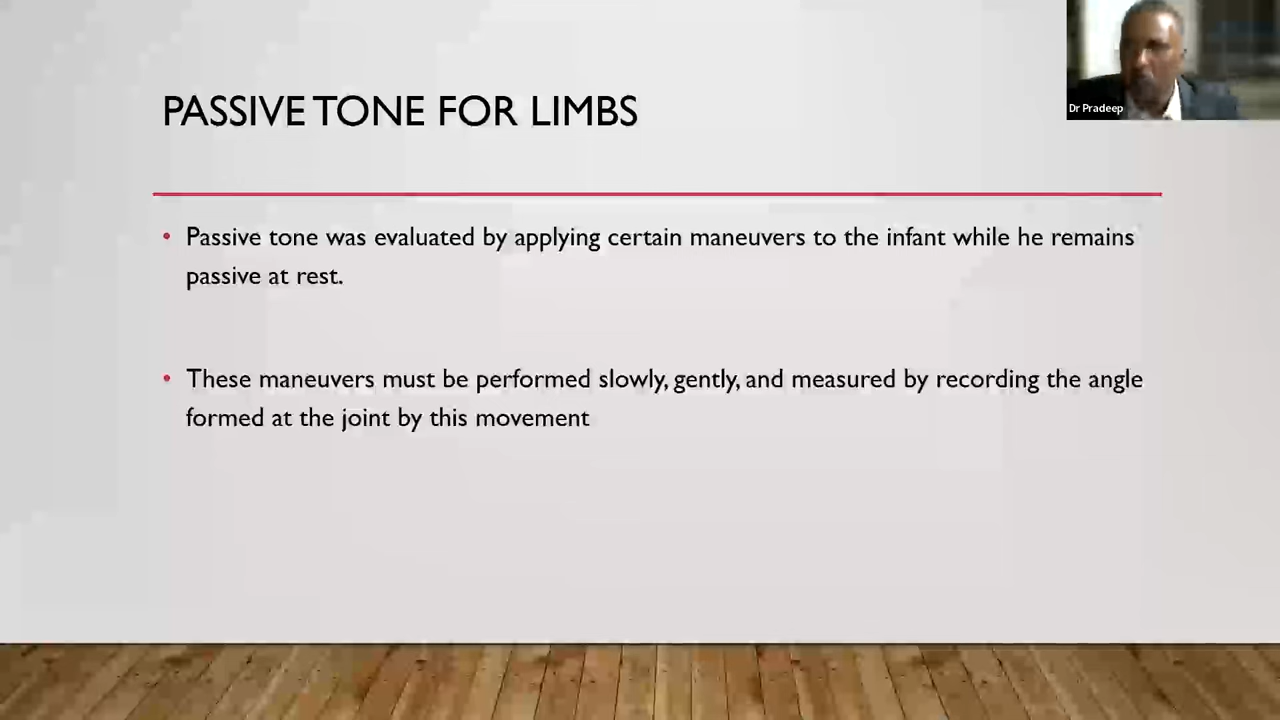 PASSIVE TONE FOR LIMBS
Dr Pradeep
• Passive tone was evaluated by applying certain maneuvers to the infant while he remains
passive at rest.
• These maneuvers must be performed slowly, gently, and measured by recording the angle
formed at the joint by this movement